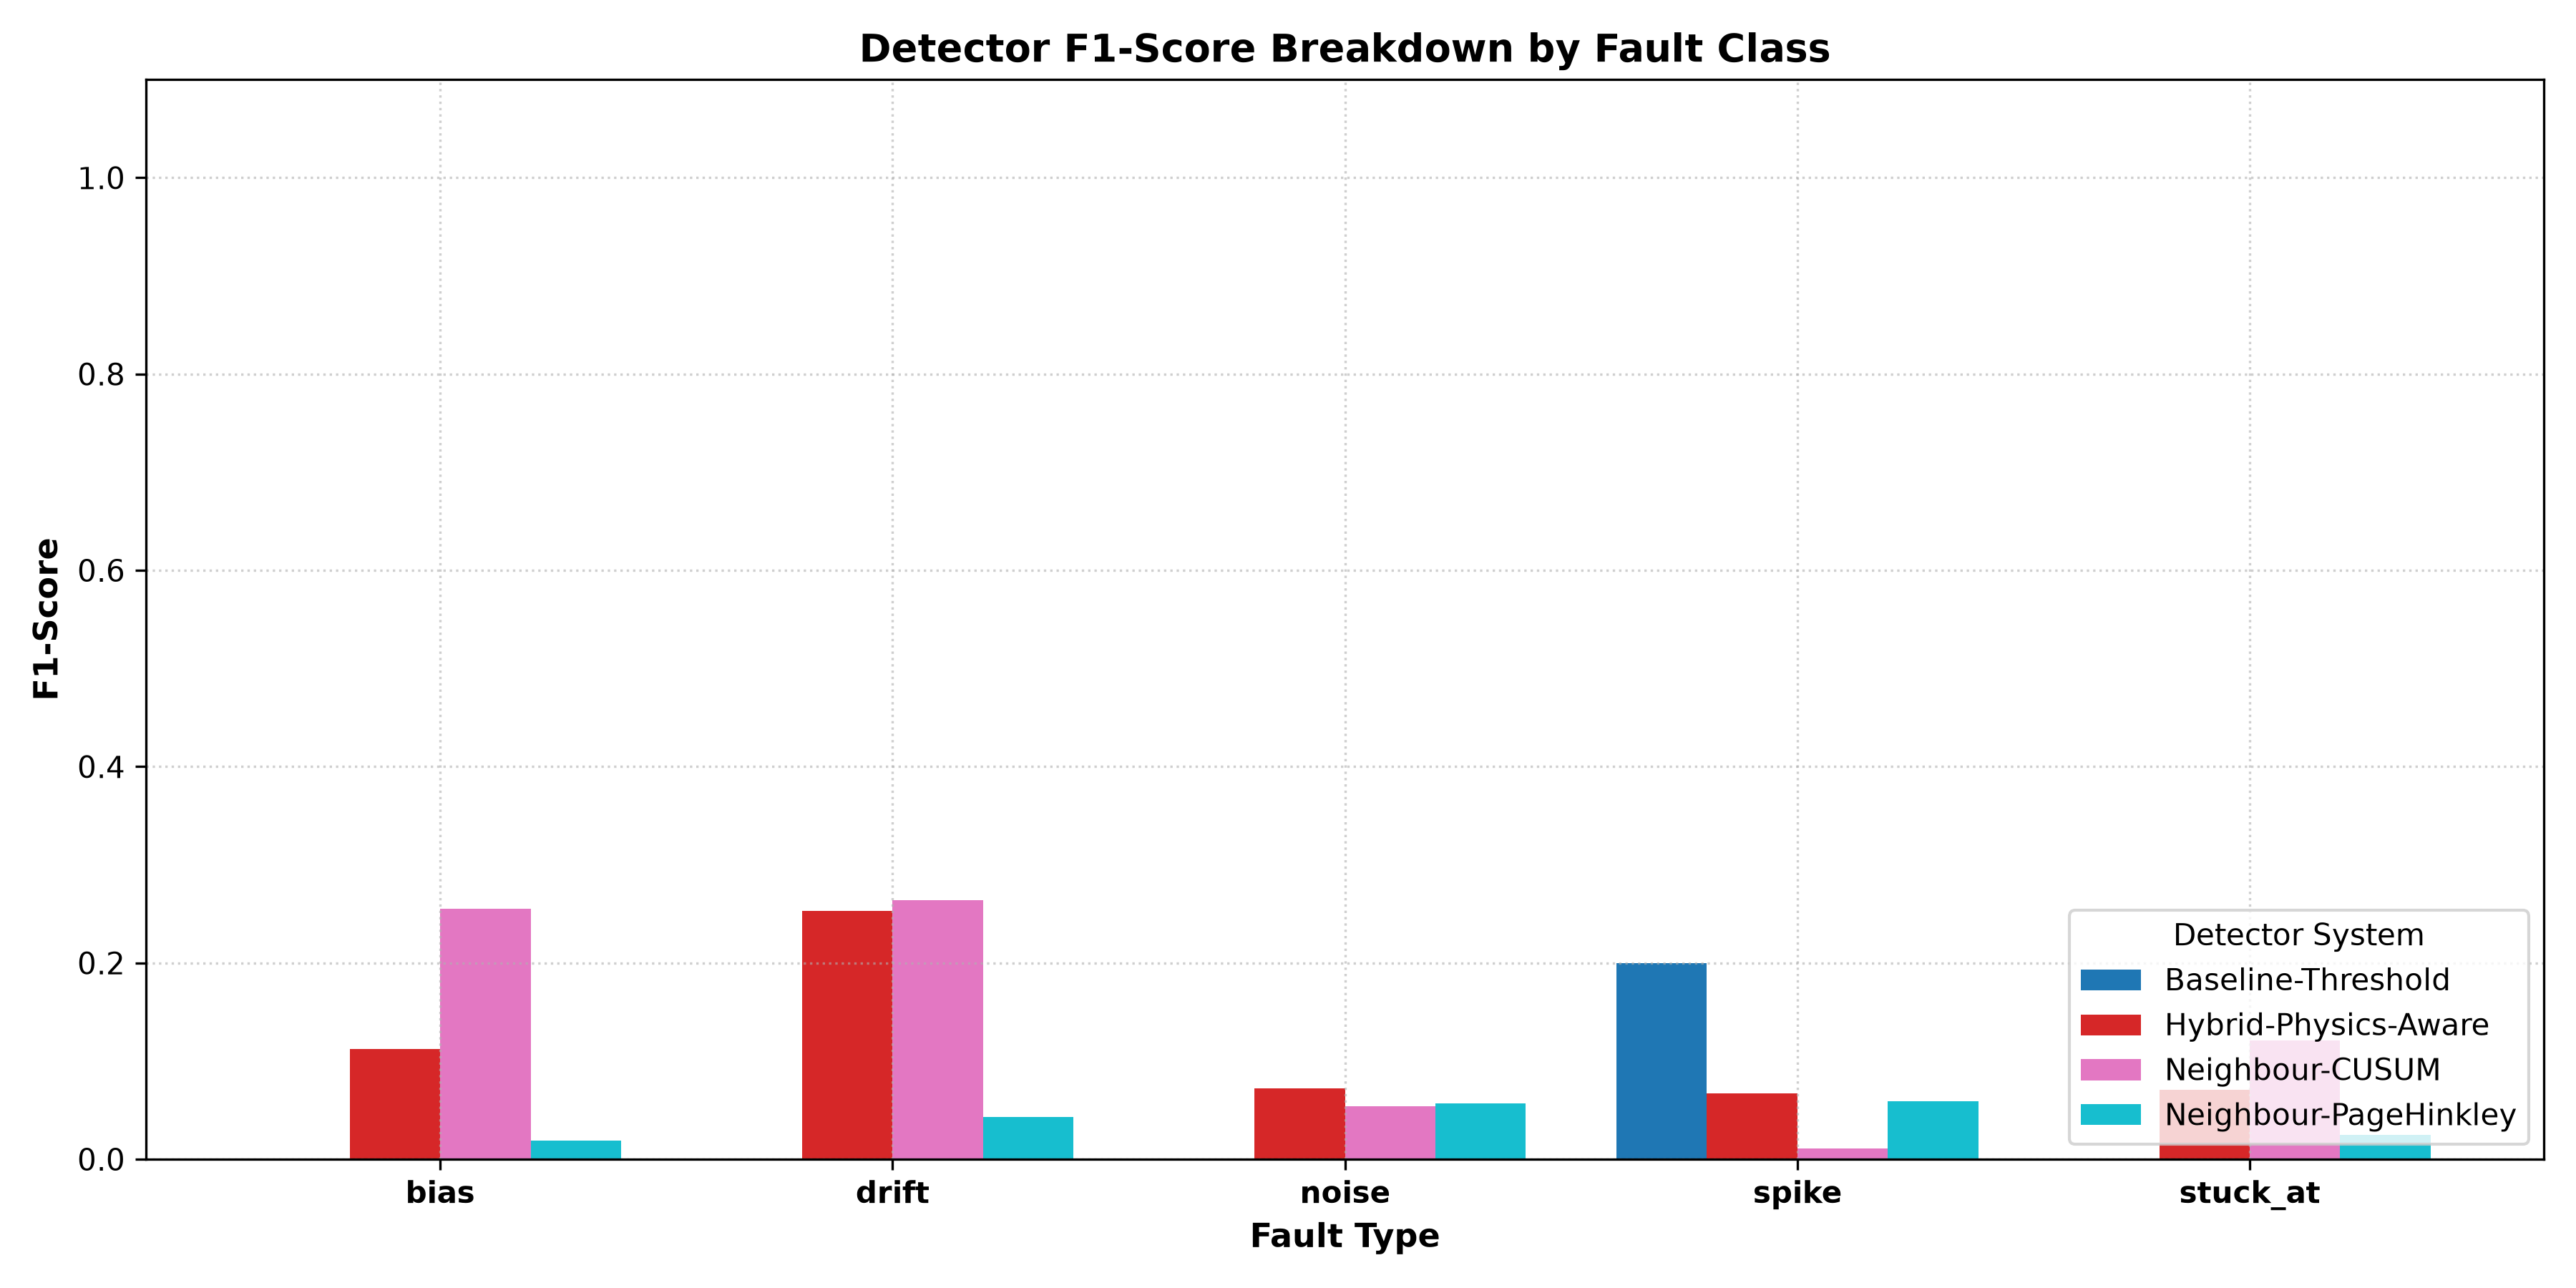 Detector F1-Score Breakdown by Fault Class
F1-Score
1.0
0.8
0.6
0.4
0.2
0.0
bias
drift
noise
spike
stuck_at
Fault Type
Detector System
Baseline-Threshold
Hybrid-Physics-Aware
Neighbour-CUSUM
Neighbour-PageHinkley